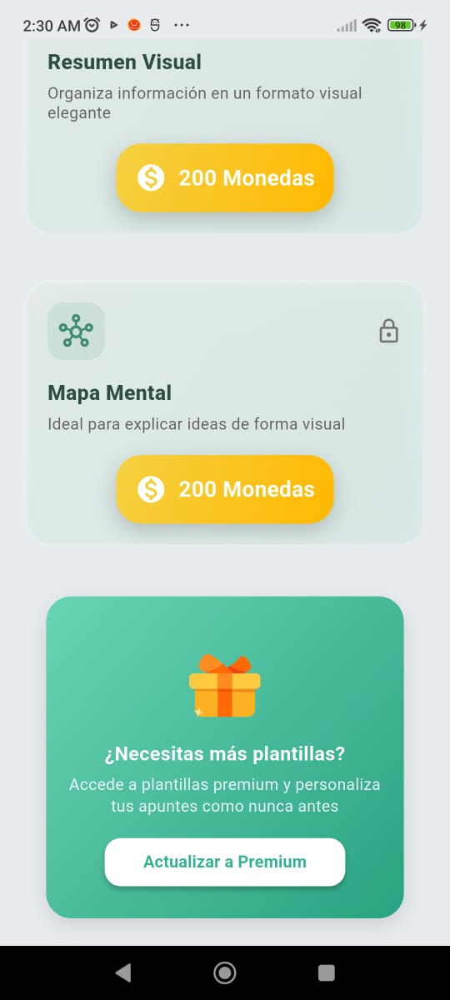 2:30 AM
98
Resumen Visual
Organiza información en un formato visual
elegante
200 Monedas
Mapa Mental
Ideal para explicar ideas de forma visual
200 Monedas
¿Necesitas más plantillas?
Accede a plantillas premium y personaliza
tus apuntes como nunca antes
Actualizar a Premium